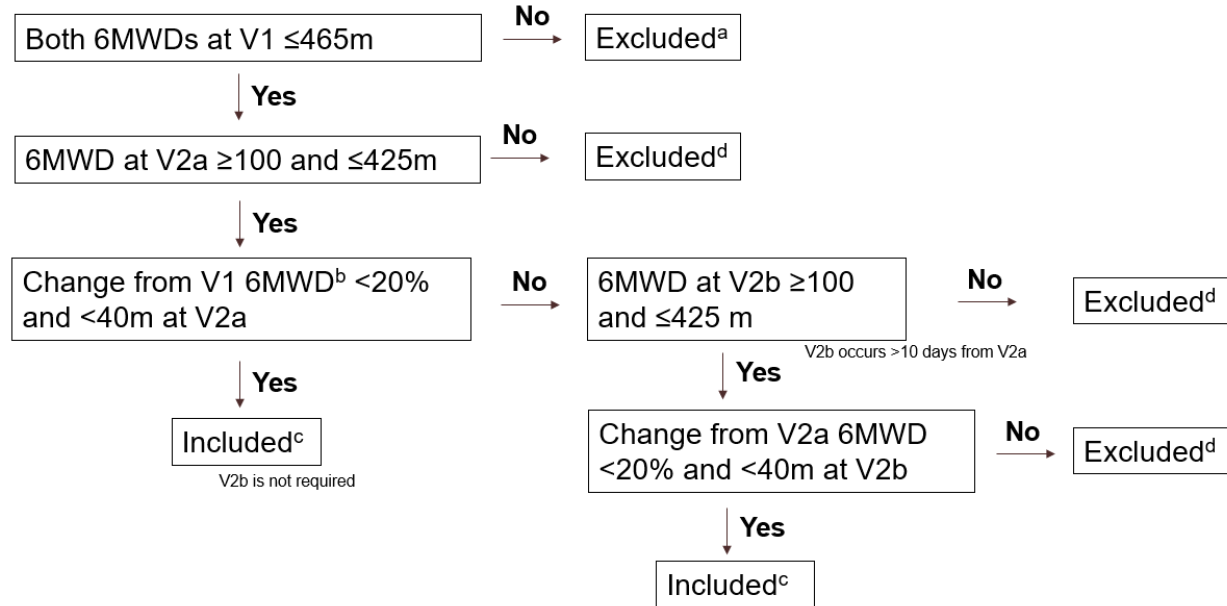 Both 6MWDs at V1 ≤465m
No
Excludedᵃ
Yes
6MWD at V2a ≥100 and ≤425m
No
Excludedᵈ
Yes
Change from V1 6MWDᵇ <20%
and <40m at V2a
No
6MWD at V2b ≥100
and ≤425 m
No
Excludedᵈ
V2b occurs >10 days from V2a
Yes
Yes
Includedᶜ
V2b is not required
Change from V2a 6MWD
<20% and <40m at V2b
No
Excludedᵈ
Yes
Includedᶜ